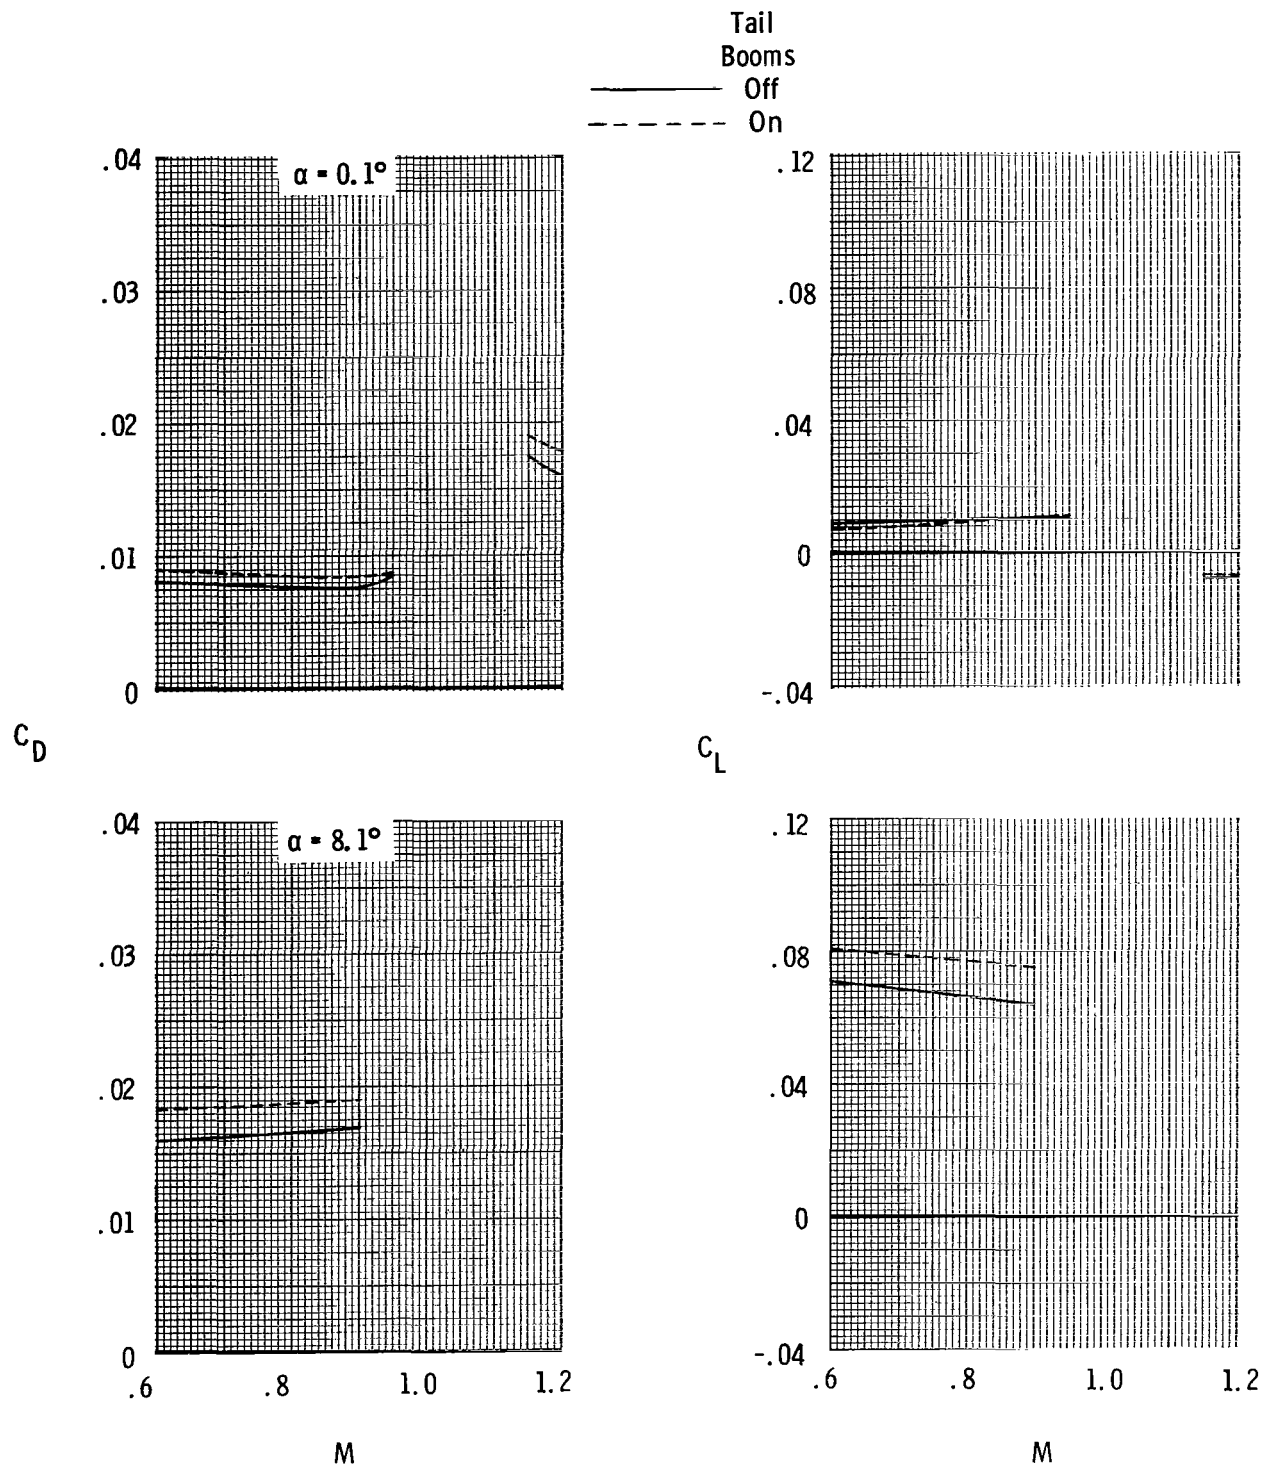 Tail
Booms
Off
On
α = 0.1°
.04
.03
.02
.01
0
.12
.08
.04
0
-.04
C_D
C_L
α = 8.1°
.04
.03
.02
.01
0
.6 .8 1.0 1.2
M
.12
.08
.04
0
-.04
.6 .8 1.0 1.2
M